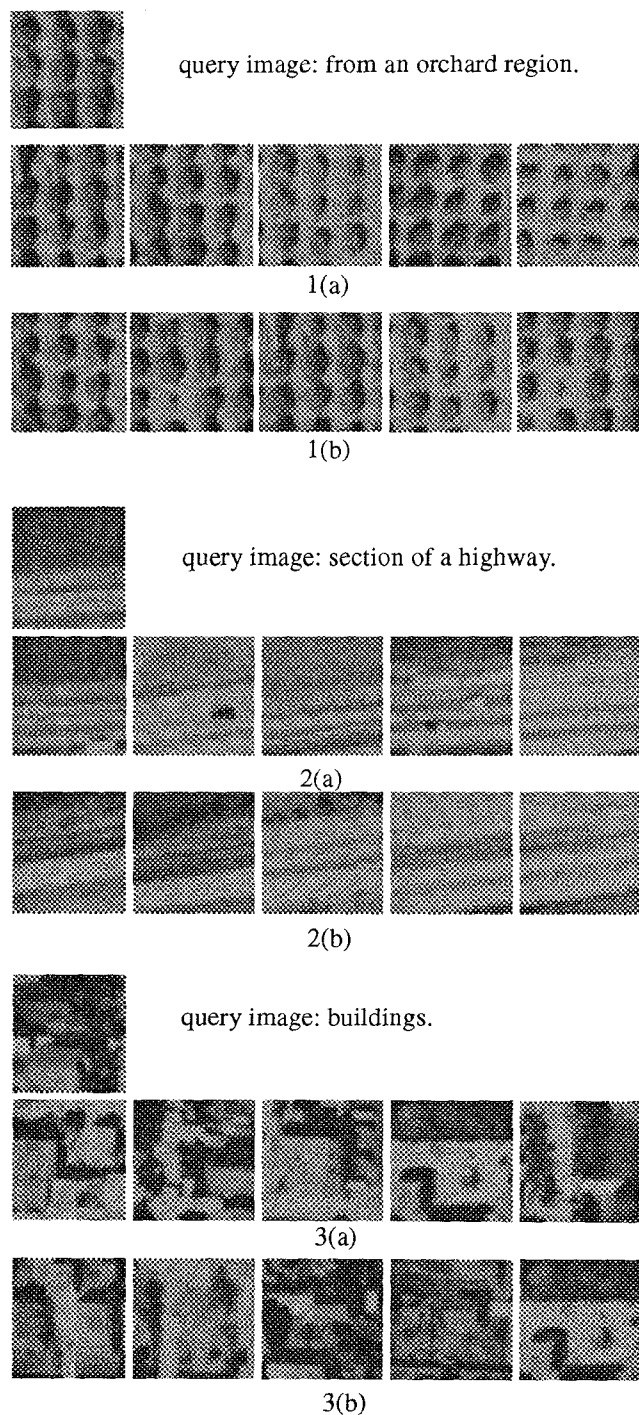 query image: from an orchard region.
1(a)
1(b)
query image: section of a highway.
2(a)
2(b)
query image: buildings.
3(a)
3(b)